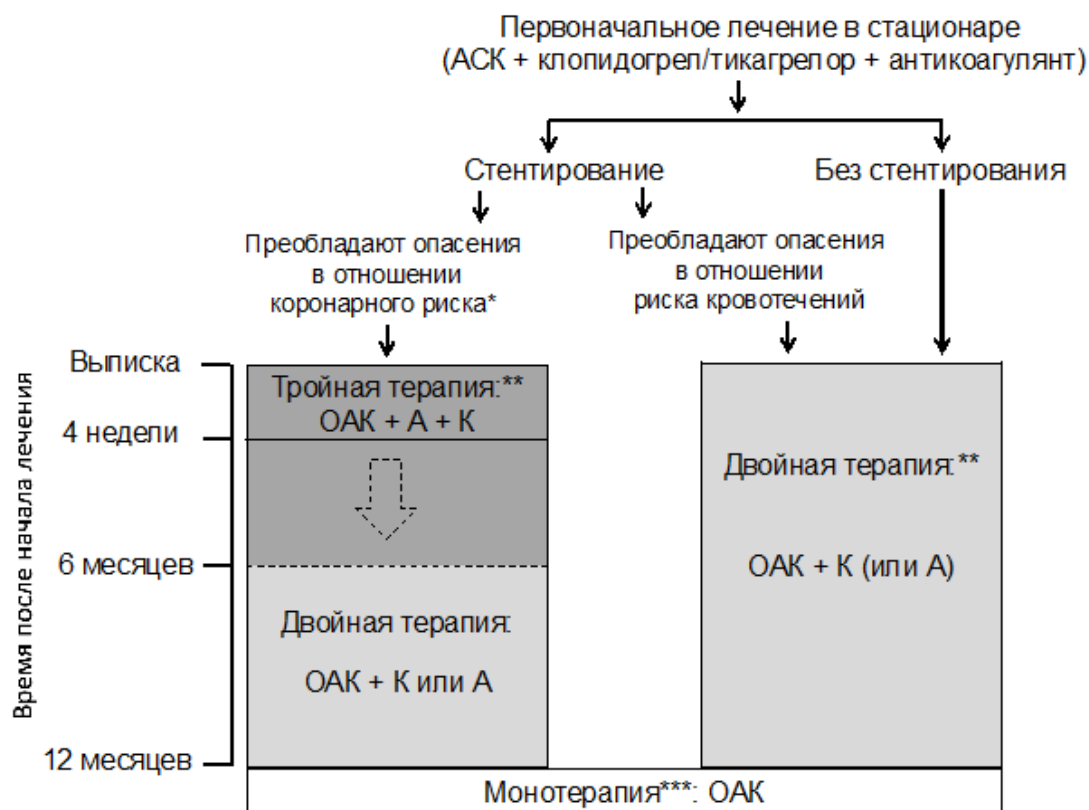 Первоначальное лечение в стационаре
(АСК + клопидогрел/тикагрелор + антикоагулянт)
Стентирование
Без стентирования
Преобладают опасения
в отношении
коронарного риска*
Преобладают опасения
в отношении
риска кровотечений
Время после начала лечения
Выписка
4 недели
6 месяцев
12 месяцев
Тройная терапия:**
ОАК + А + К
Двойная терапия:
ОАК + К или А
Двойная терапия:**
ОАК + К (или А)
Монотерапия***: ОАК